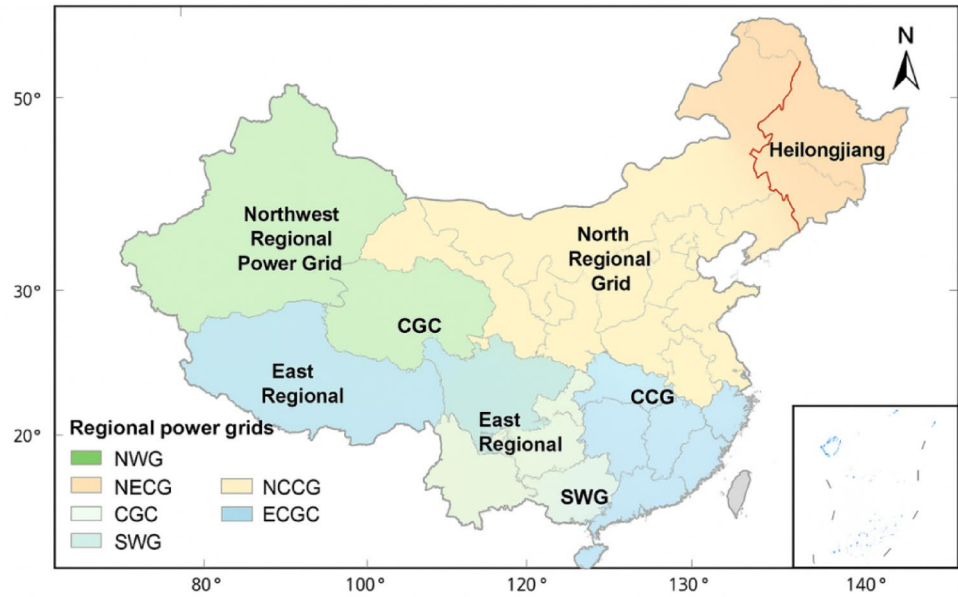 N
50°
30°
20°
Heilongjiang
Northwest
Regional
Power Grid
North
Regional
Grid
CGC
East
Regional
CCG
East
Regional
SWG
Regional power grids
NWG
NECG
NCCG
CGC
ECGC
SWG
80°
100°
120°
130°
140°